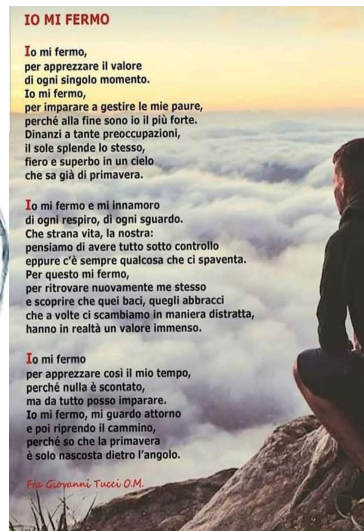 IO MI FERMO
Io mi fermo,
per apprezzare il valore
di ogni singolo momento.
Io mi fermo,
per imparare a gestire le mie paure,
perché alla fine sono io il più forte.
Dinanzi a tante preoccupazioni,
il sole splende lo stesso,
fiero e superbo in un cielo
che sa già di primavera.
Io mi fermo e mi innamoro
di ogni respiro, di ogni sguardo.
Che strana vita, la nostra:
pensiamo di avere tutto sotto controllo
eppure c'è sempre qualcosa che ci spaventa.
Per questo mi fermo,
per ritrovare nuovamente me stesso
e scoprire che quei baci, quegli abbracci
che a volte ci scambiamo in maniera distratta,
hanno in realtà un valore immenso.
Io mi fermo
per apprezzare così il mio tempo,
perché nulla è scontato,
ma da tutto posso imparare.
Io mi fermo, mi guardo attorno
e poi riprendo il cammino,
perché so che la primavera
è solo nascosta dietro l'angolo.
Fra Giovanni Tucci O.M.